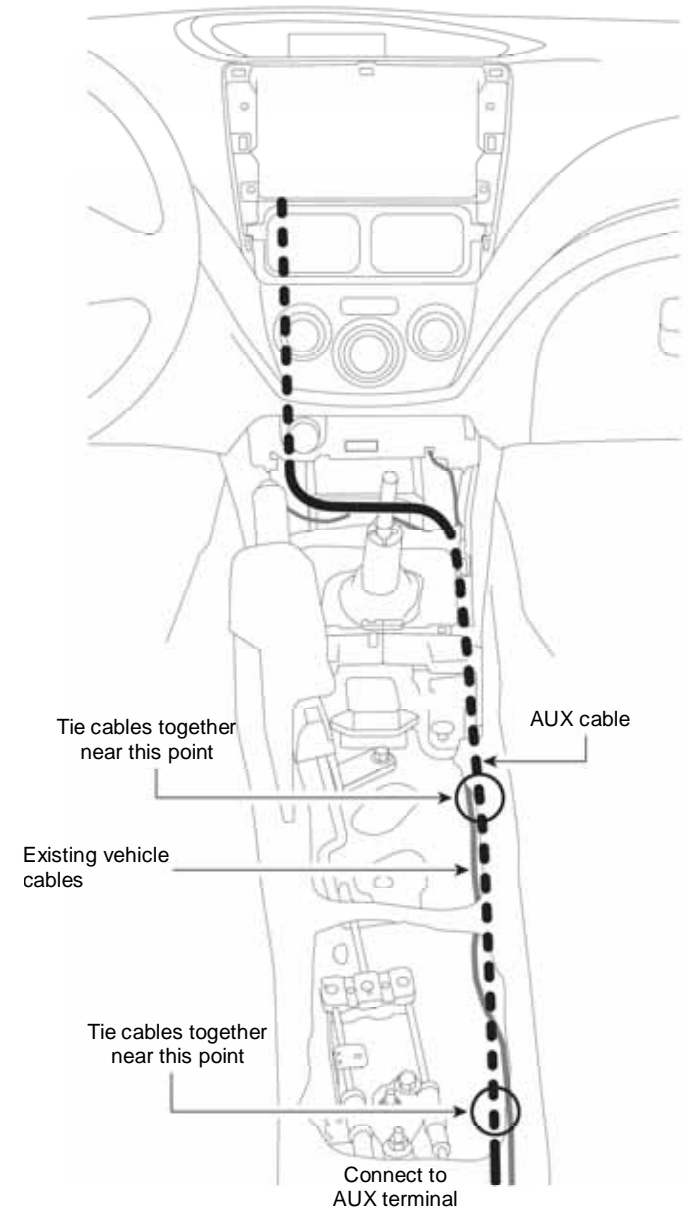 Tie cables together
near this point
AUX cable
Existing vehicle
cables
Tie cables together
near this point
Connect to
AUX terminal